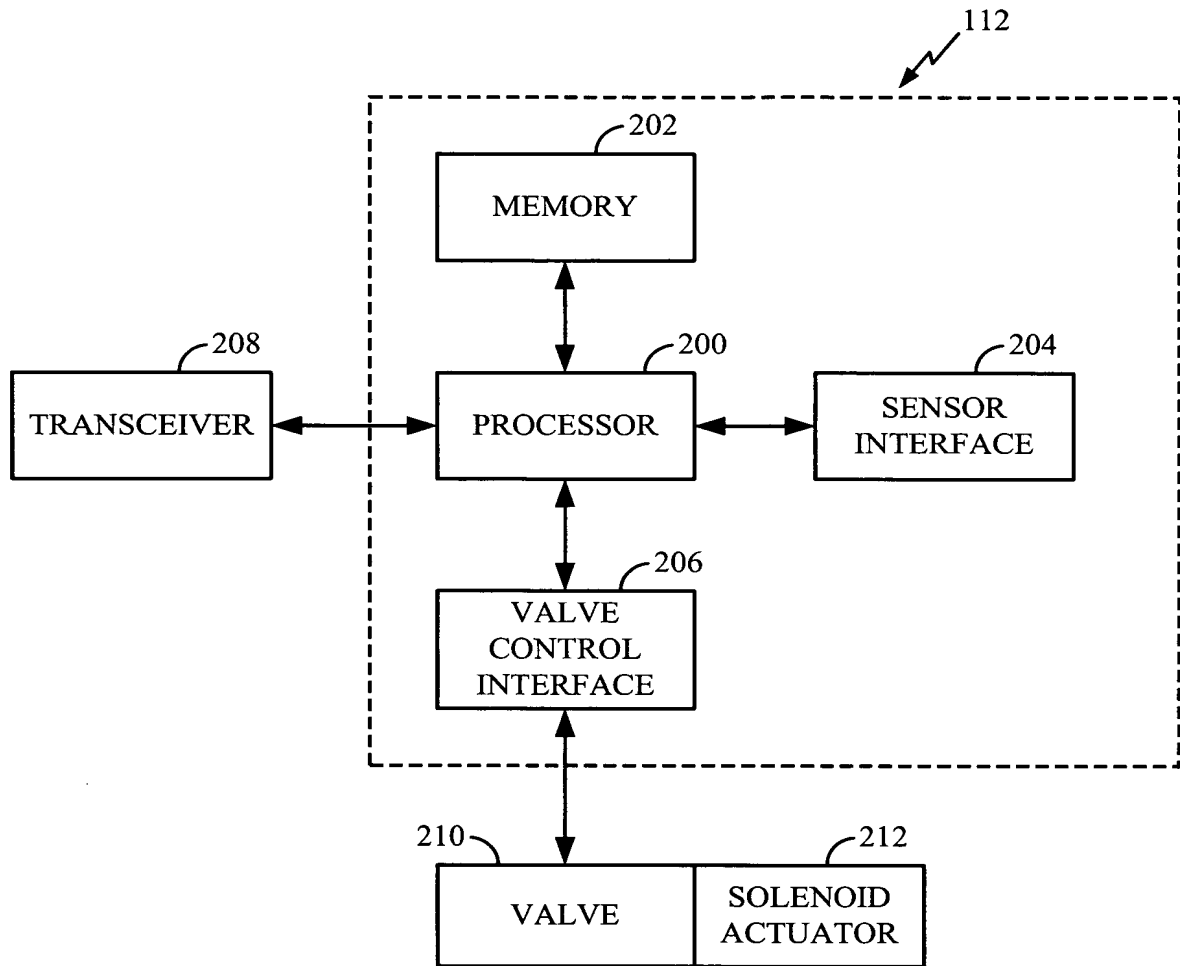 112
202
MEMORY
208
200
204
TRANSCEIVER
PROCESSOR
SENSOR
INTERFACE
206
VALVE
CONTROL
INTERFACE
210
212
VALVE
SOLENOID
ACTUATOR